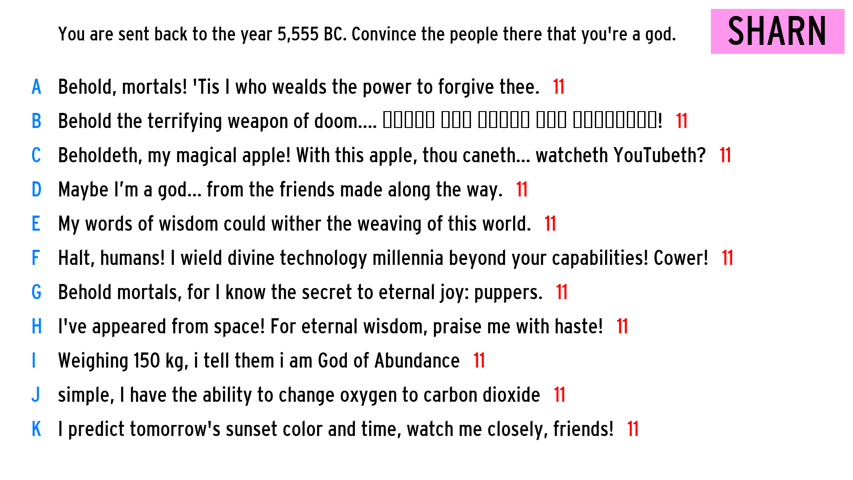 You are sent back to the year 5,555 BC. Convince the people there that you're a god.
SHARN
A Behold, mortals! 'Tis I who wealds the power to forgive thee. 11
B Behold the terrifying weapon of doom.... ! 11
C Beholdeth, my magical apple! With this apple, thou caneth... watcheth YouTubeth? 11
D Maybe I'm a god... from the friends made along the way. 11
E My words of wisdom could wither the weaving of this world. 11
F Halt, humans! I wield divine technology millennia beyond your capabilities! Cower! 11
G Behold mortals, for I know the secret to eternal joy: puppers. 11
H I've appeared from space! For eternal wisdom, praise me with haste! 11
I Weighing 150 kg, i tell them i am God of Abundance 11
J simple, I have the ability to change oxygen to carbon dioxide 11
K I predict tomorrow's sunset color and time, watch me closely, friends! 11